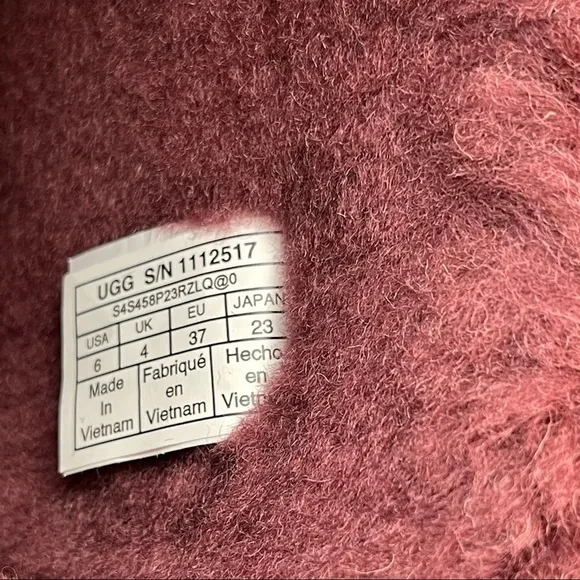 UGG S/N 1112517
S4S458P23RZLQ@0
USA UK EU JAPAN
6 4 37 23
Made Fabriqué Hecho
In en en
Vietnam Vietnam